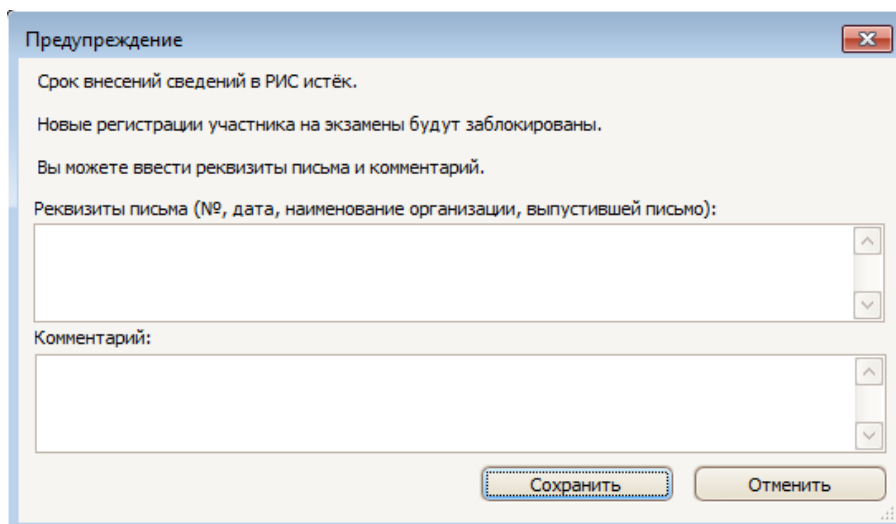 Предупреждение
Срок внесений сведений в РИС истёк.
Новые регистрации участника на экзамены будут заблокированы.
Вы можете ввести реквизиты письма и комментарий.
Реквизиты письма (№, дата, наименование организации, выпустившей письмо):
Комментарий:
Сохранить Отменить